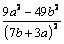 9a² − 49b²
(7b + 3a)²